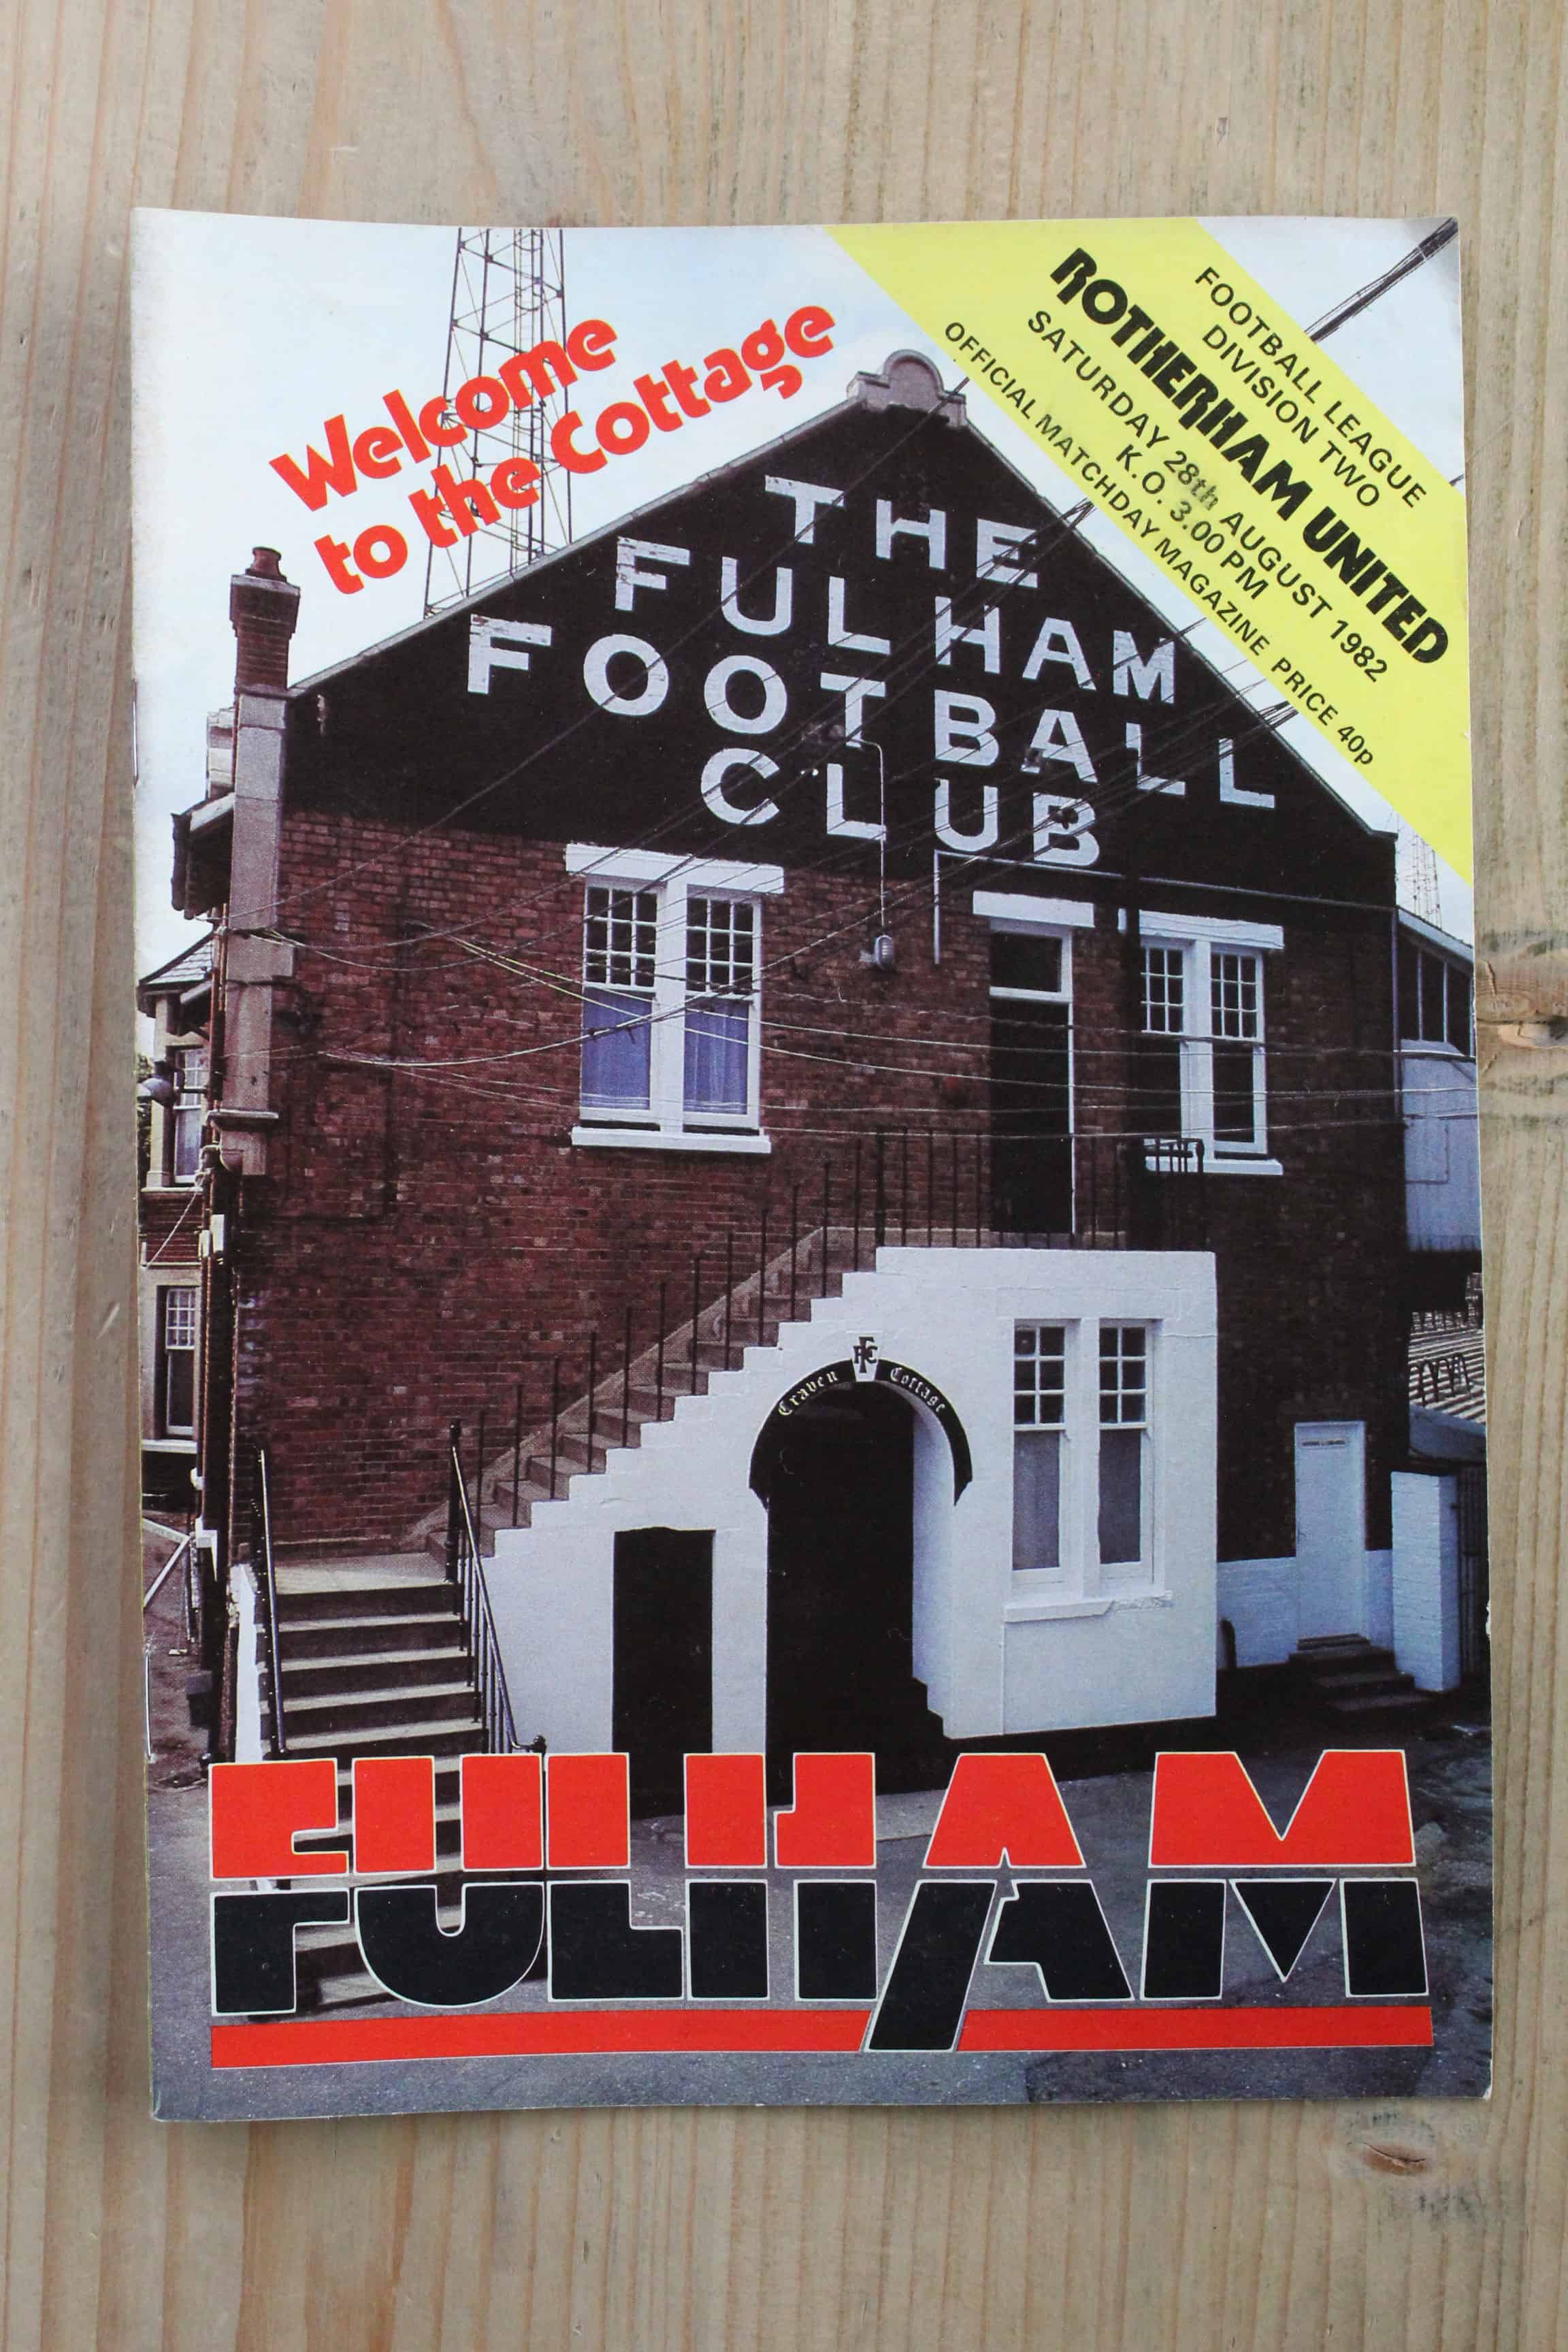 Welcome
to the Cottage
FOOTBALL LEAGUE
DIVISION TWO
ROTHERHAM UNITED
SATURDAY 28th AUGUST 1982
K.O. 3.00 PM
OFFICIAL MATCHDAY MAGAZINE PRICE 40p
THE
FULHAM
FOOTBALL
CLUB
FFC
Craven Cottage
FULHAM